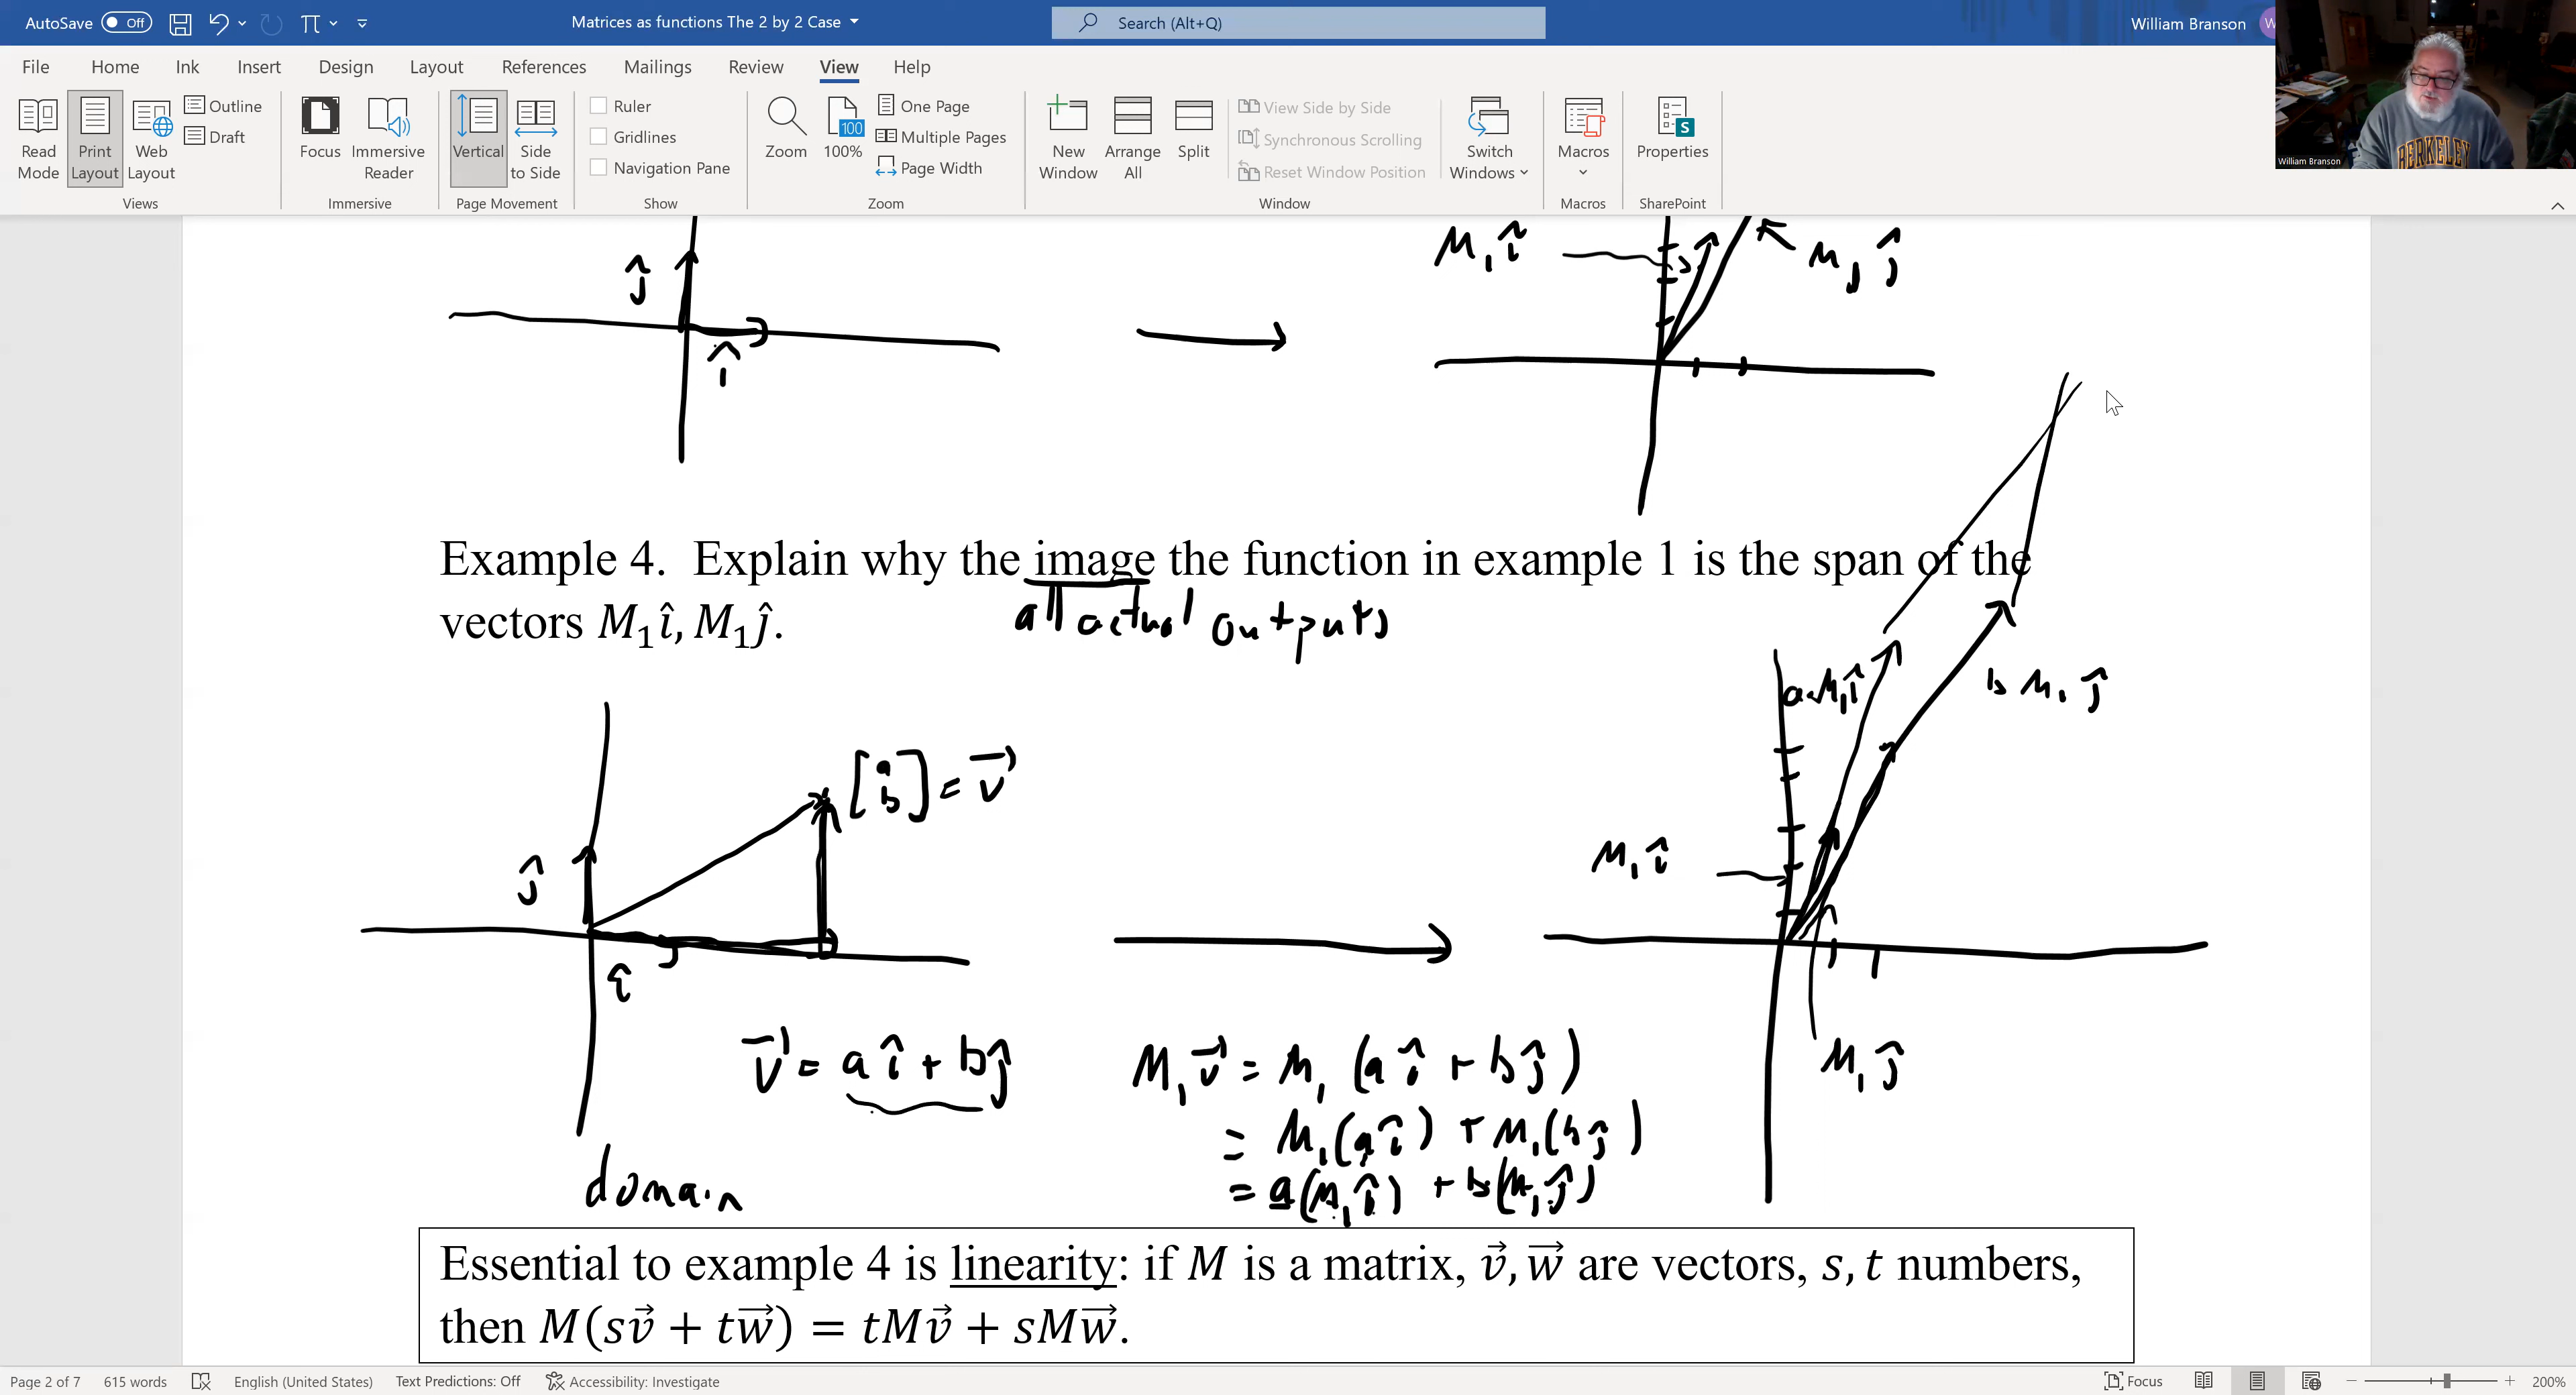 AutoSave Off Matrices as functions The 2 by 2 Case Search (Alt+Q) William Branson W
File Home Ink Insert Design Layout References Mailings Review View Help
Read Mode
Print Layout
Web Layout
Outline
Draft
Views
Focus
Immersive Reader
Immersive
Vertical
Side to Side
Page Movement
Ruler
Gridlines
Navigation Pane
Show
Zoom
100
100%
One Page
Multiple Pages
Page Width
Zoom
New Window
Arrange All
Split
View Side by Side
Synchronous Scrolling
Reset Window Position
Window
Switch Windows
Macros
Macros
S
Properties
SharePoint
BERKELEY
William Branson
ĵ
î
M₁î
M₁ĵ
Example 4. Explain why the image the function in example 1 is the span of the
vectors M₁î, M₁ĵ.
all actual outputs
[a b] = v⃗
ĵ
î
aM₁î
bM₁ĵ
M₁î
M₁ĵ
v⃗ = aî + bĵ
M₁v⃗ = M₁(aî + bĵ)
= M₁(aî) + M₁(bĵ)
= a(M₁î) + b(M₁ĵ)
domain
Essential to example 4 is linearity: if M is a matrix, v⃗, w⃗ are vectors, s, t numbers,
then M(sv⃗ + tw⃗) = tMv⃗ + sMw⃗.
Page 2 of 7 615 words English (United States) Text Predictions: Off Accessibility: Investigate Focus 200%